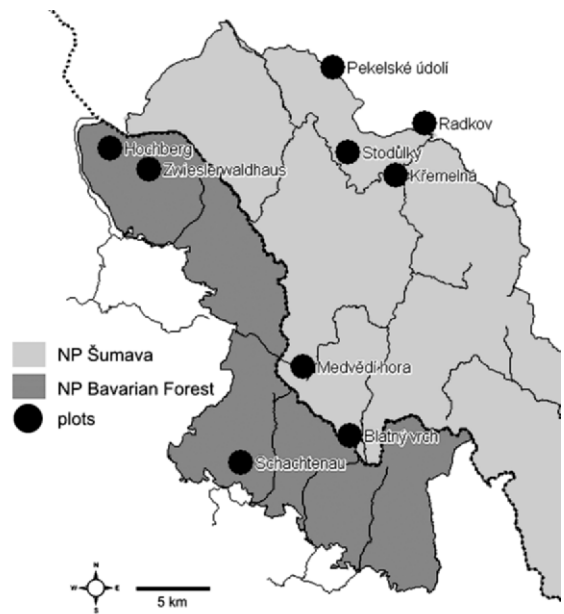 Pekelské údolí
Radkov
Hochberg
Stodůlky
Zwieslerwaldhaus
Křemelná
NP Šumava
Medvědí hora
NP Bavarian Forest
plots
Blatný vrch
Schachtenau
N
W E
S
5 km